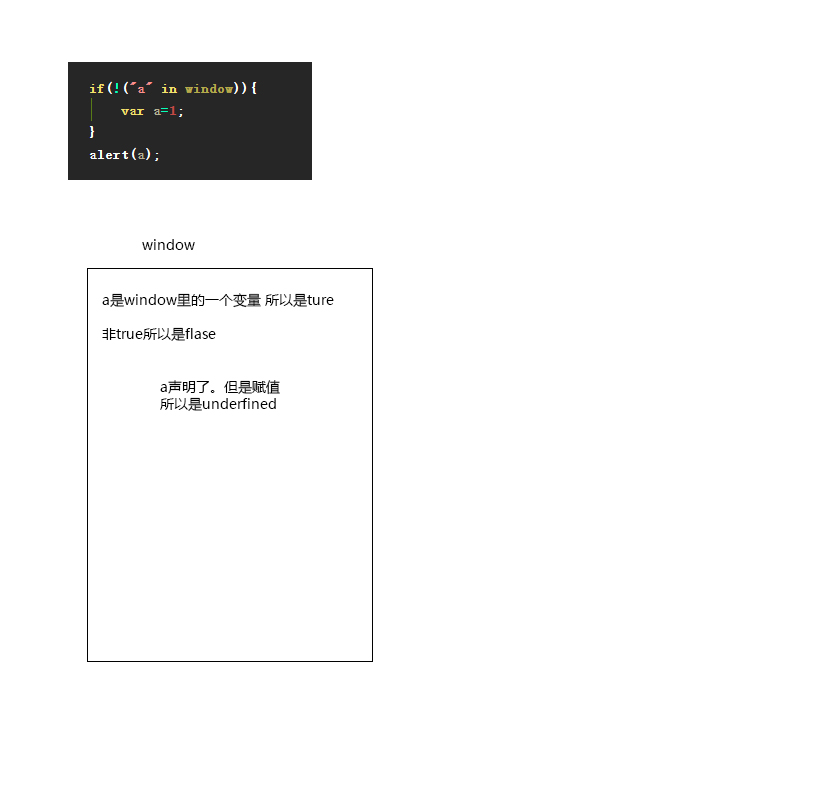 if(!("a" in window)){
var a=1;
}
alert(a);
window
a是window里的一个变量 所以是ture
非true所以是flase
a声明了。但是赋值
所以是underfined